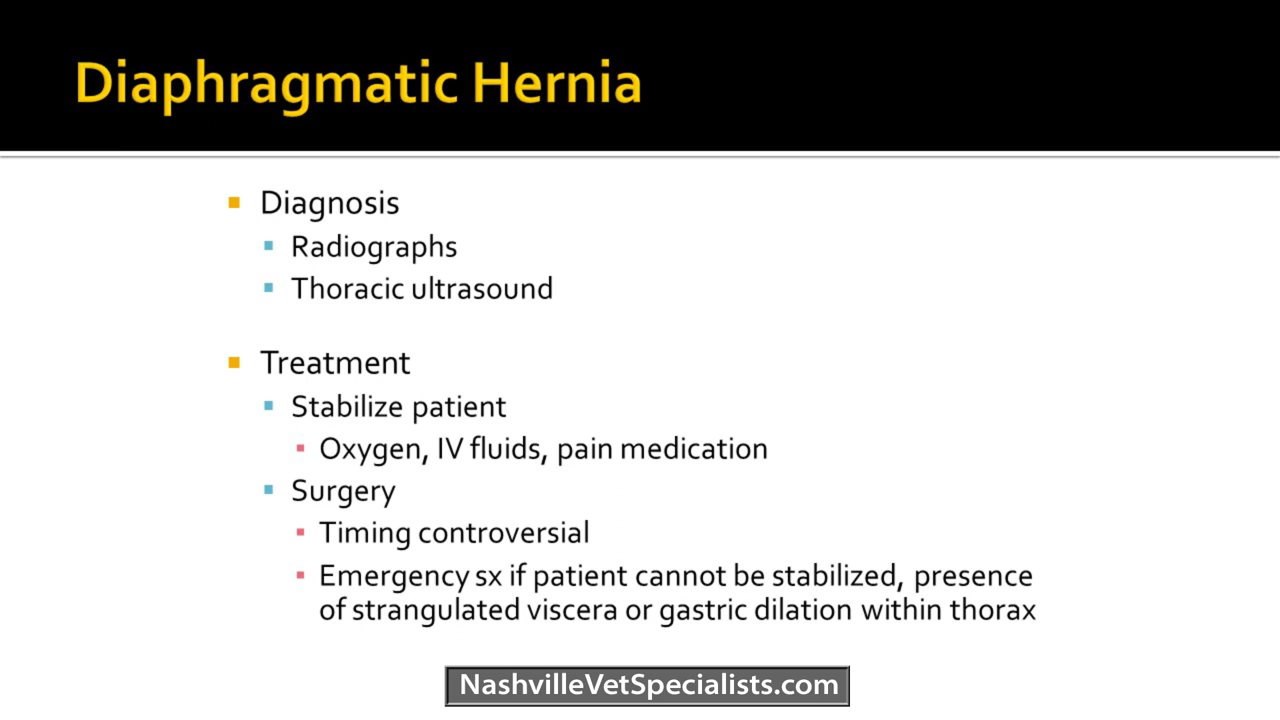 Diaphragmatic Hernia
Diagnosis
Radiographs
Thoracic ultrasound
Treatment
Stabilize patient
Oxygen, IV fluids, pain medication
Surgery
Timing controversial
Emergency sx if patient cannot be stabilized, presence
of strangulated viscera or gastric dilation within thorax
NashvilleVetSpecialists.com